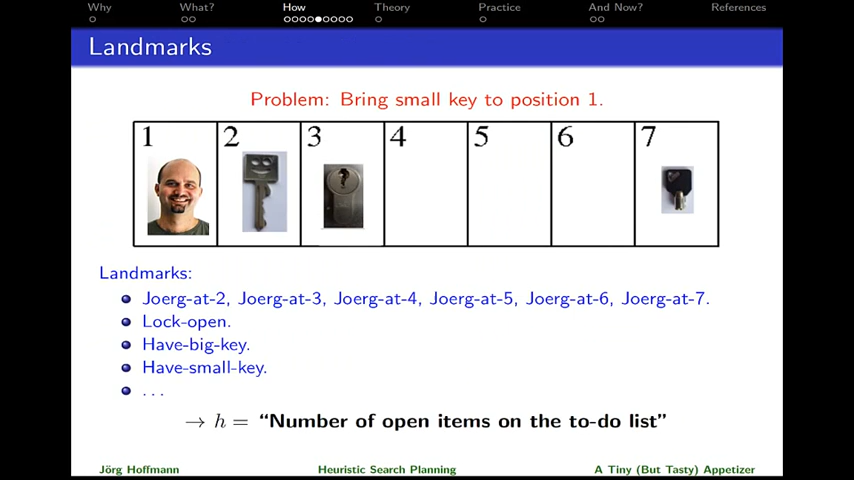 Why What? How Theory Practice And Now? References
Landmarks
Problem: Bring small key to position 1.
1 2 3 4 5 6 7
Landmarks:
Joerg-at-2, Joerg-at-3, Joerg-at-4, Joerg-at-5, Joerg-at-6, Joerg-at-7.
Lock-open.
Have-big-key.
Have-small-key.
. . .
→ h = “Number of open items on the to-do list”
Jörg Hoffmann Heuristic Search Planning A Tiny (But Tasty) Appetizer